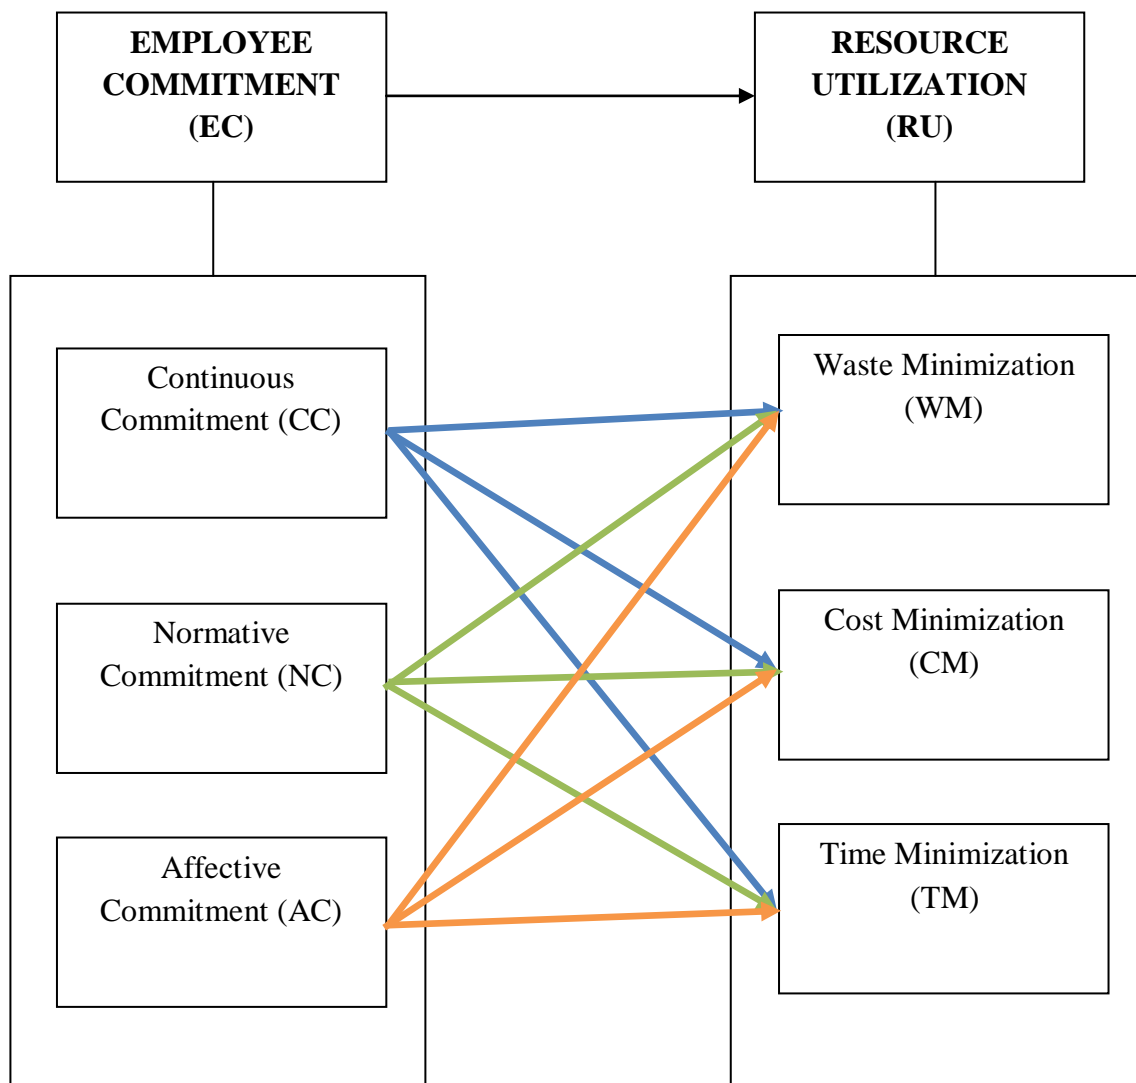 EMPLOYEE
COMMITMENT
(EC)
RESOURCE
UTILIZATION
(RU)
Continuous
Commitment (CC)
Waste Minimization
(WM)
Normative
Commitment (NC)
Cost Minimization
(CM)
Affective
Commitment (AC)
Time Minimization
(TM)